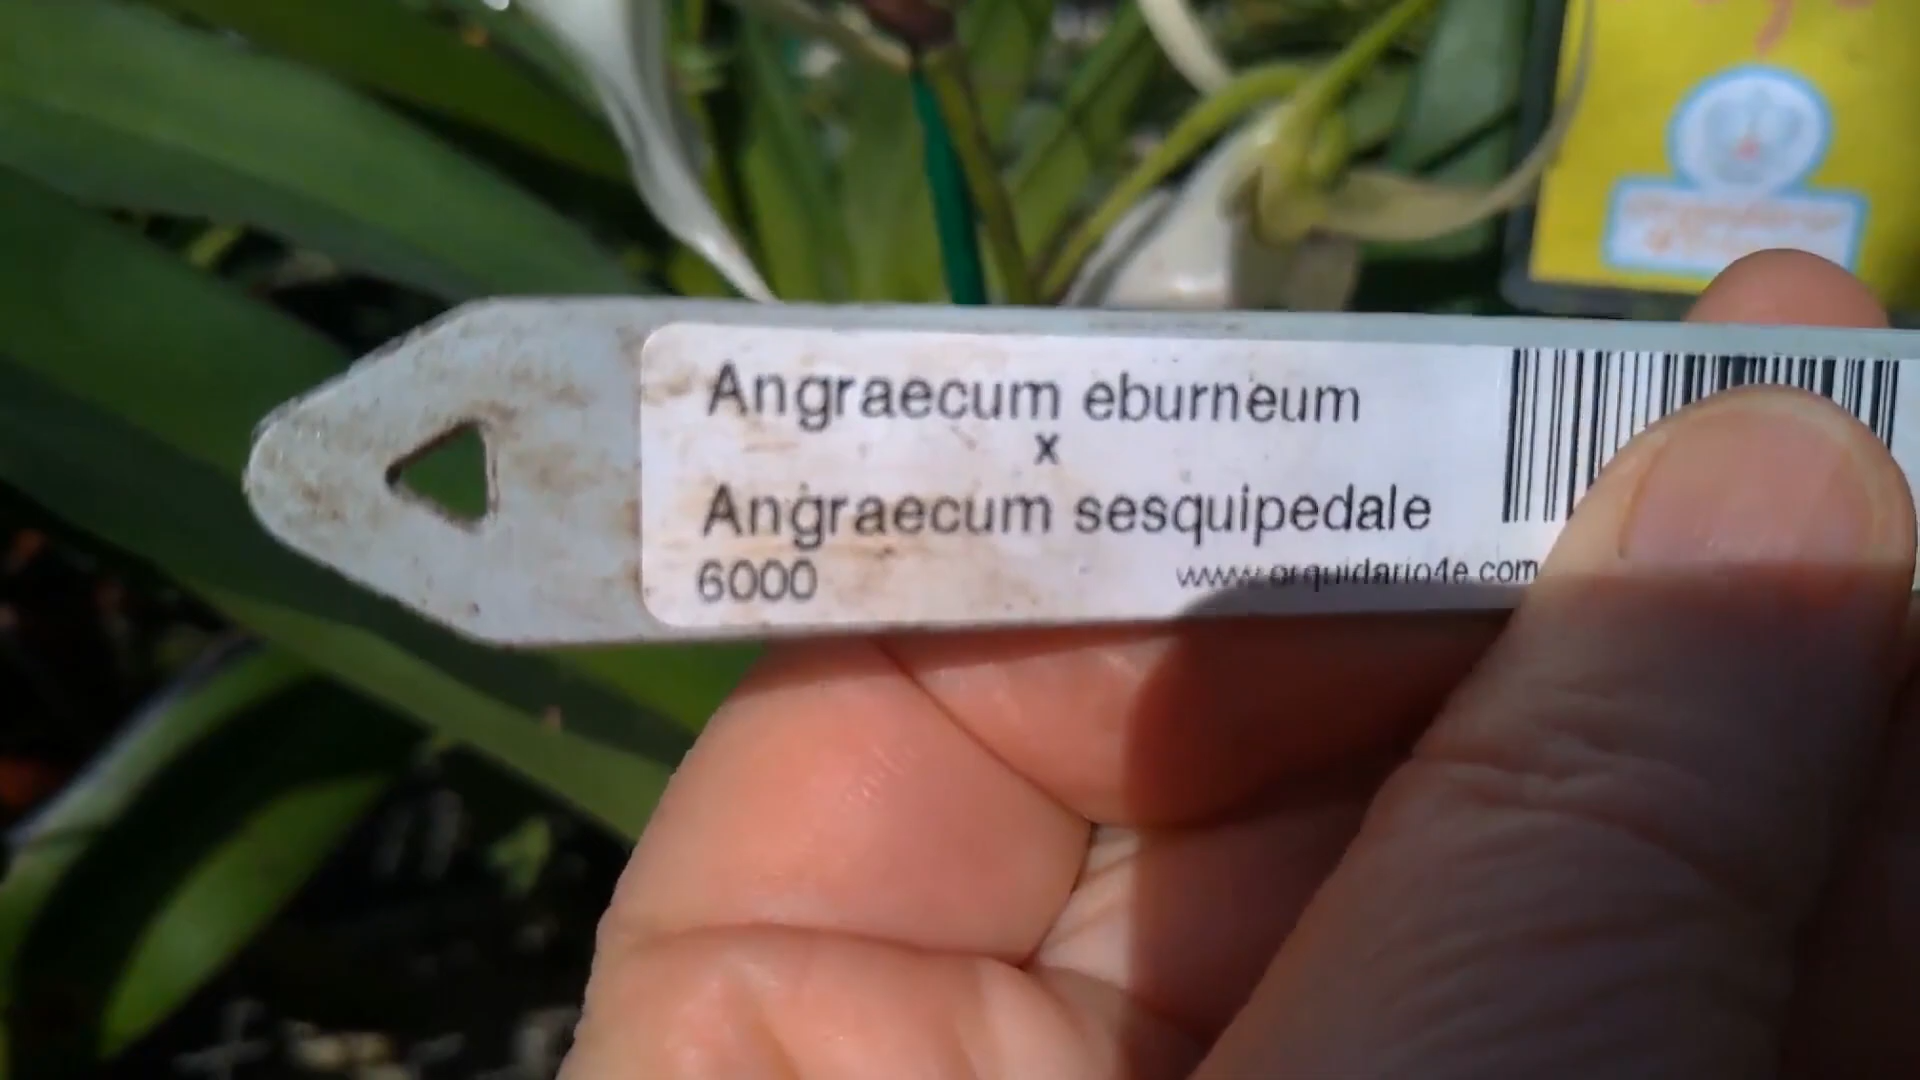 Angraecum eburneum
x
Angraecum sesquipedale
6000 www.orquidario4e.com